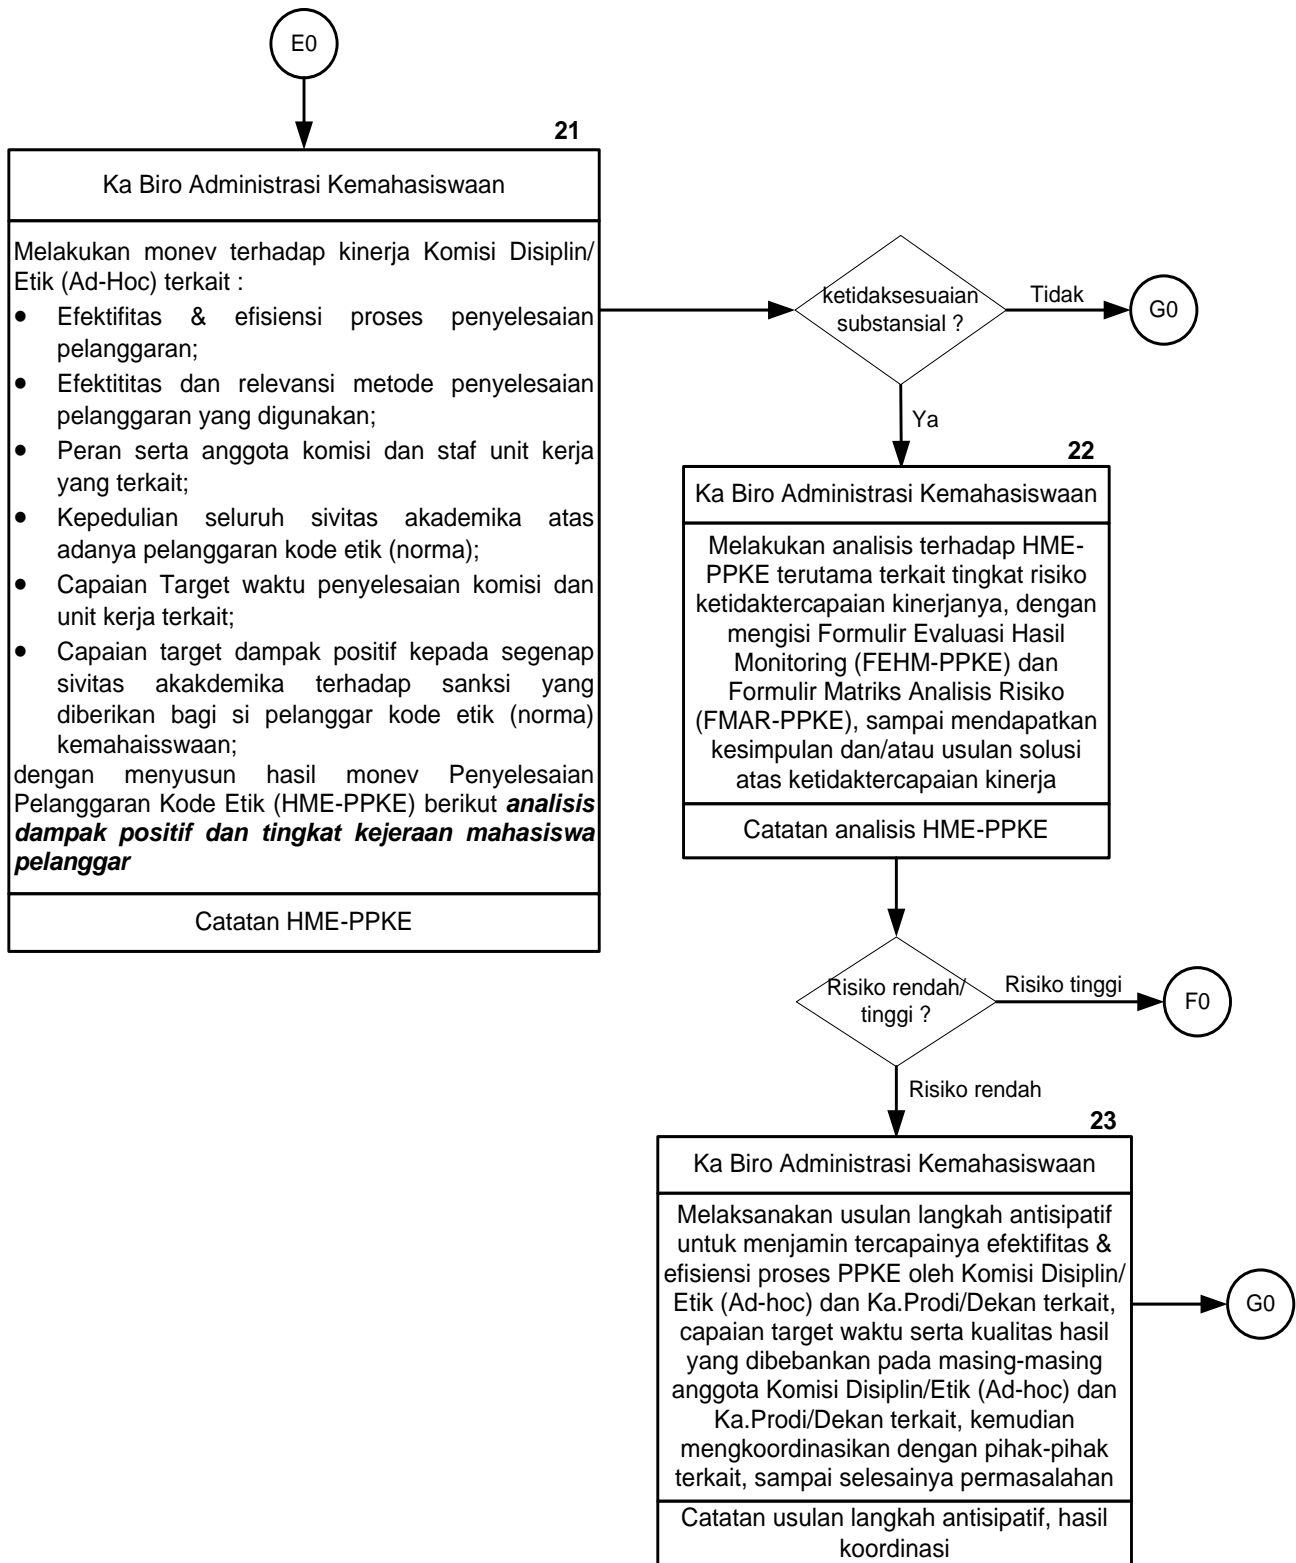 E0
21
Ka Biro Administrasi Kemahasiswaan
Melakukan monev terhadap kinerja Komisi Disiplin/
Etik (Ad-Hoc) terkait :
• Efektifitas & efisiensi proses penyelesaian
pelanggaran;
• Efektititas dan relevansi metode penyelesaian
pelanggaran yang digunakan;
• Peran serta anggota komisi dan staf unit kerja
yang terkait;
• Kepedulian seluruh sivitas akademika atas
adanya pelanggaran kode etik (norma);
• Capaian Target waktu penyelesaian komisi dan
unit kerja terkait;
• Capaian target dampak positif kepada segenap
sivitas akakdemika terhadap sanksi yang
diberikan bagi si pelanggar kode etik (norma)
kemahaisswaan;
dengan menyusun hasil monev Penyelesaian
Pelanggaran Kode Etik (HME-PPKE) berikut analisis
dampak positif dan tingkat kejeraan mahasiswa
pelanggar
Catatan HME-PPKE
ketidaksesuaian
substansial ?
Tidak
G0
Ya
22
Ka Biro Administrasi Kemahasiswaan
Melakukan analisis terhadap HME-
PPKE terutama terkait tingkat risiko
ketidaktercapaian kinerjanya, dengan
mengisi Formulir Evaluasi Hasil
Monitoring (FEHM-PPKE) dan
Formulir Matriks Analisis Risiko
(FMAR-PPKE), sampai mendapatkan
kesimpulan dan/atau usulan solusi
atas ketidaktercapaian kinerja
Catatan analisis HME-PPKE
Risiko rendah/
tinggi ?
Risiko tinggi
F0
Risiko rendah
23
Ka Biro Administrasi Kemahasiswaan
Melaksanakan usulan langkah antisipatif
untuk menjamin tercapainya efektifitas &
efisiensi proses PPKE oleh Komisi Disiplin/
Etik (Ad-hoc) dan Ka.Prodi/Dekan terkait,
capaian target waktu serta kualitas hasil
yang dibebankan pada masing-masing
anggota Komisi Disiplin/Etik (Ad-hoc) dan
Ka.Prodi/Dekan terkait, kemudian
mengkoordinasikan dengan pihak-pihak
terkait, sampai selesainya permasalahan
Catatan usulan langkah antisipatif, hasil
koordinasi
G0